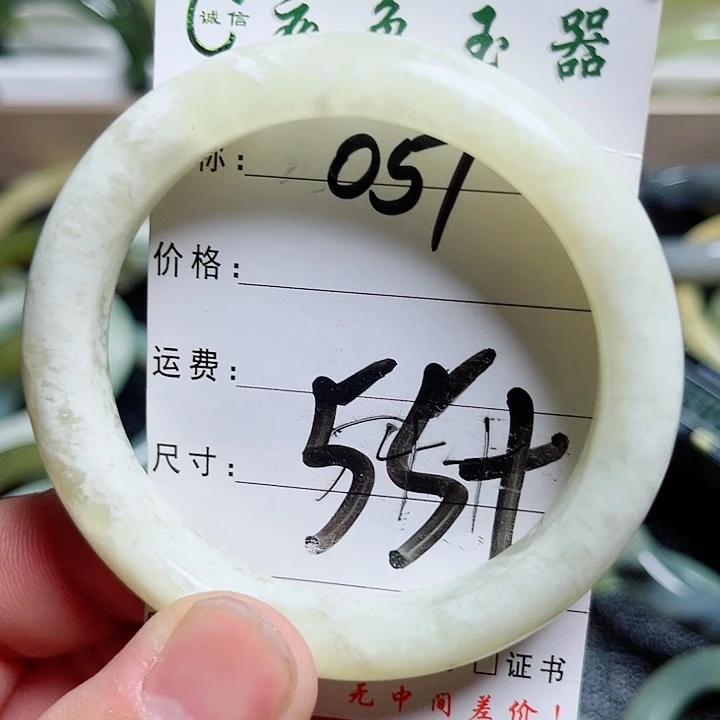 诚信
玉器
标: 051
价格:
运费:
尺寸: 55+
□证书
无中间差价!